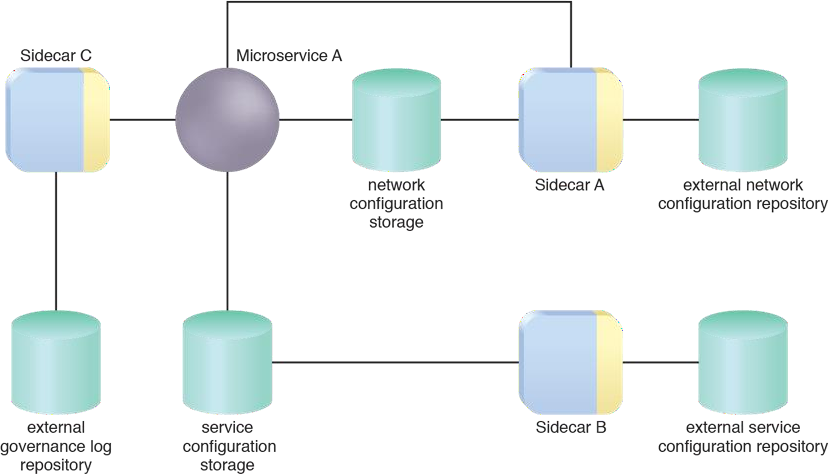 Sidecar C
Microservice A
network
configuration
storage
Sidecar A
external network
configuration repository
external
governance log
repository
service
configuration
storage
Sidecar B
external service
configuration repository